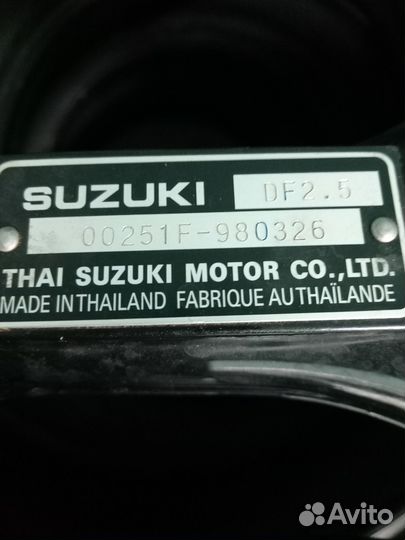 SUZUKI DF2.5
00251F-980326
THAI SUZUKI MOTOR CO.,LTD.
MADE IN THAILAND FABRIQUE AU THAÏLANDE
Avito